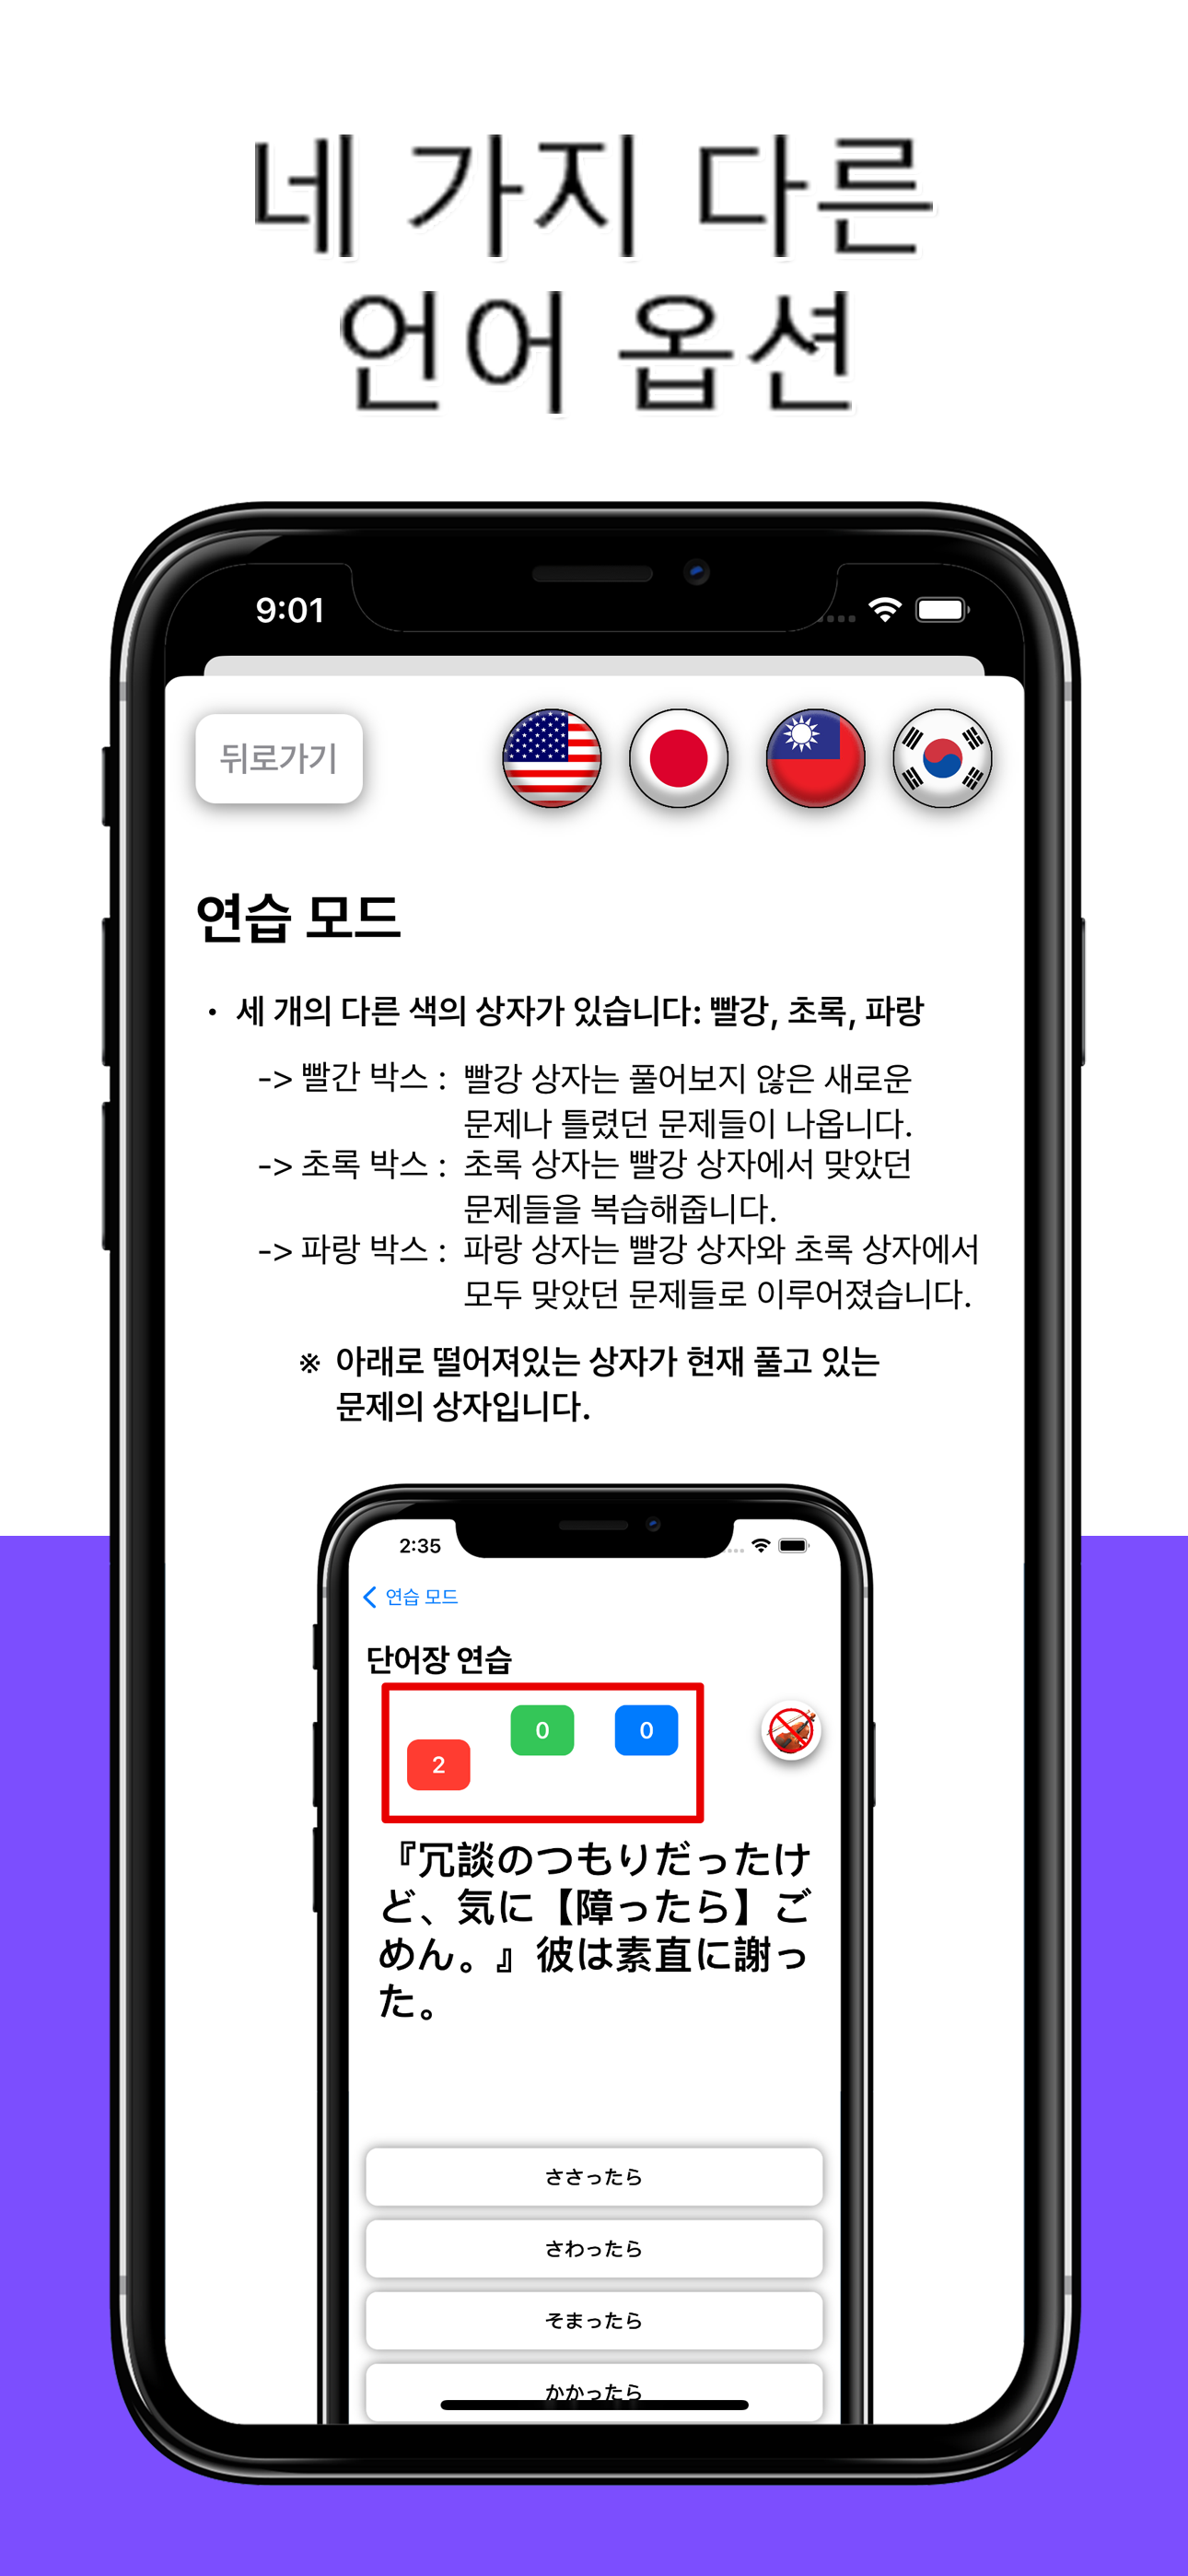 네 가지 다른
언어 옵션
9:01
뒤로가기
연습 모드
• 세 개의 다른 색의 상자가 있습니다: 빨강, 초록, 파랑
-> 빨간 박스 : 빨강 상자는 풀어보지 않은 새로운
문제나 틀렸던 문제들이 나옵니다.
-> 초록 박스 : 초록 상자는 빨강 상자에서 맞았던
문제들을 복습해줍니다.
-> 파랑 박스 : 파랑 상자는 빨강 상자와 초록 상자에서
모두 맞았던 문제들로 이루어졌습니다.
※ 아래로 떨어져있는 상자가 현재 풀고 있는
문제의 상자입니다.
2:35
연습 모드
단어장 연습
2 0 0
『冗談のつもりだったけ
ど、気に【障ったら】ご
めん。』彼は素直に謝っ
た。
ささったら
さわったら
そまったら
かかったら